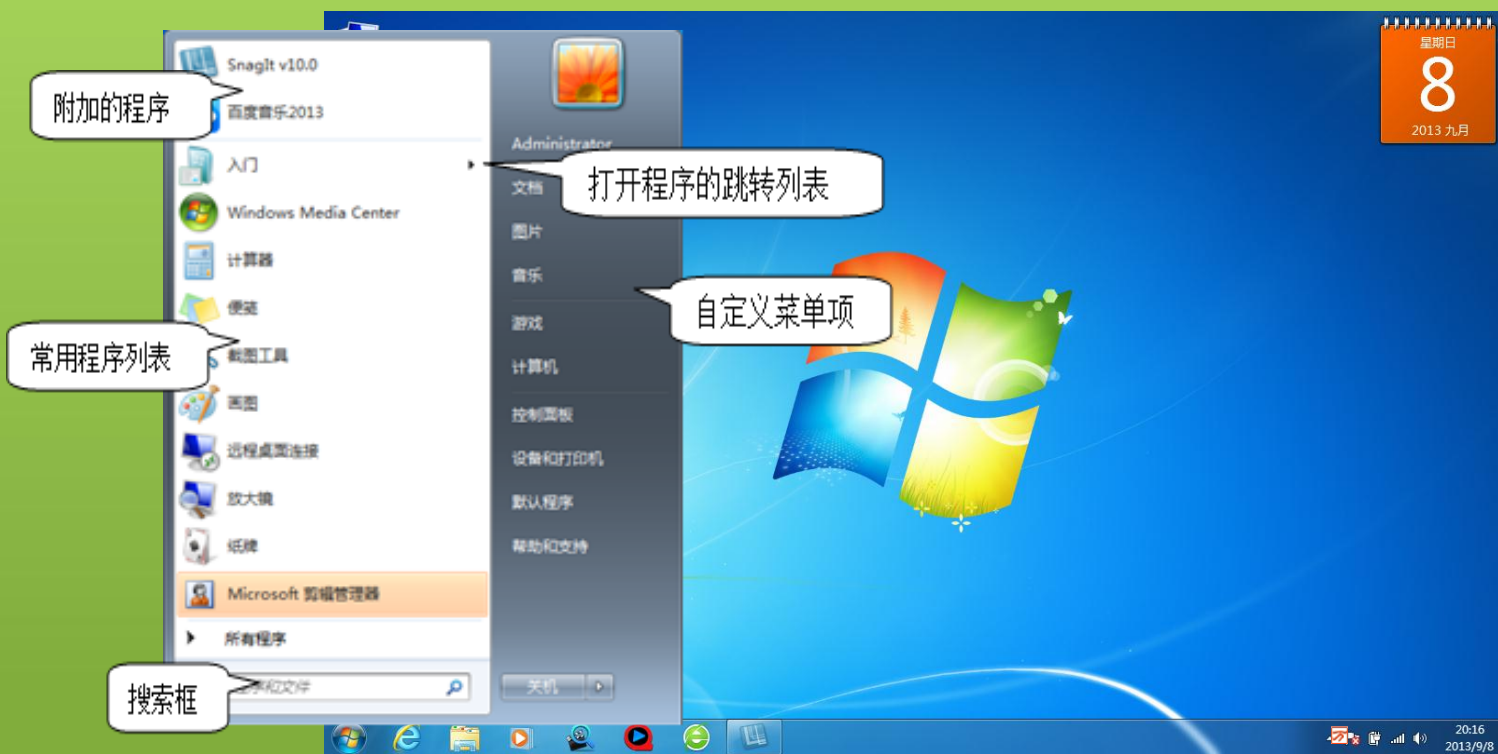 SnagIt v10.0
附加的程序
百度音乐2013
入门
Windows Media Center
计算器
便笺
常用程序列表
截图工具
画图
远程桌面连接
放大镜
纸牌
Microsoft 剪辑管理器
所有程序
搜索框
和文件
Administrator
打开程序的跳转列表
文档
图片
音乐
自定义菜单项
游戏
计算机
控制面板
设备和打印机
默认程序
帮助和支持
关机
星期日
8
2013 九月
20:16
2013/9/8